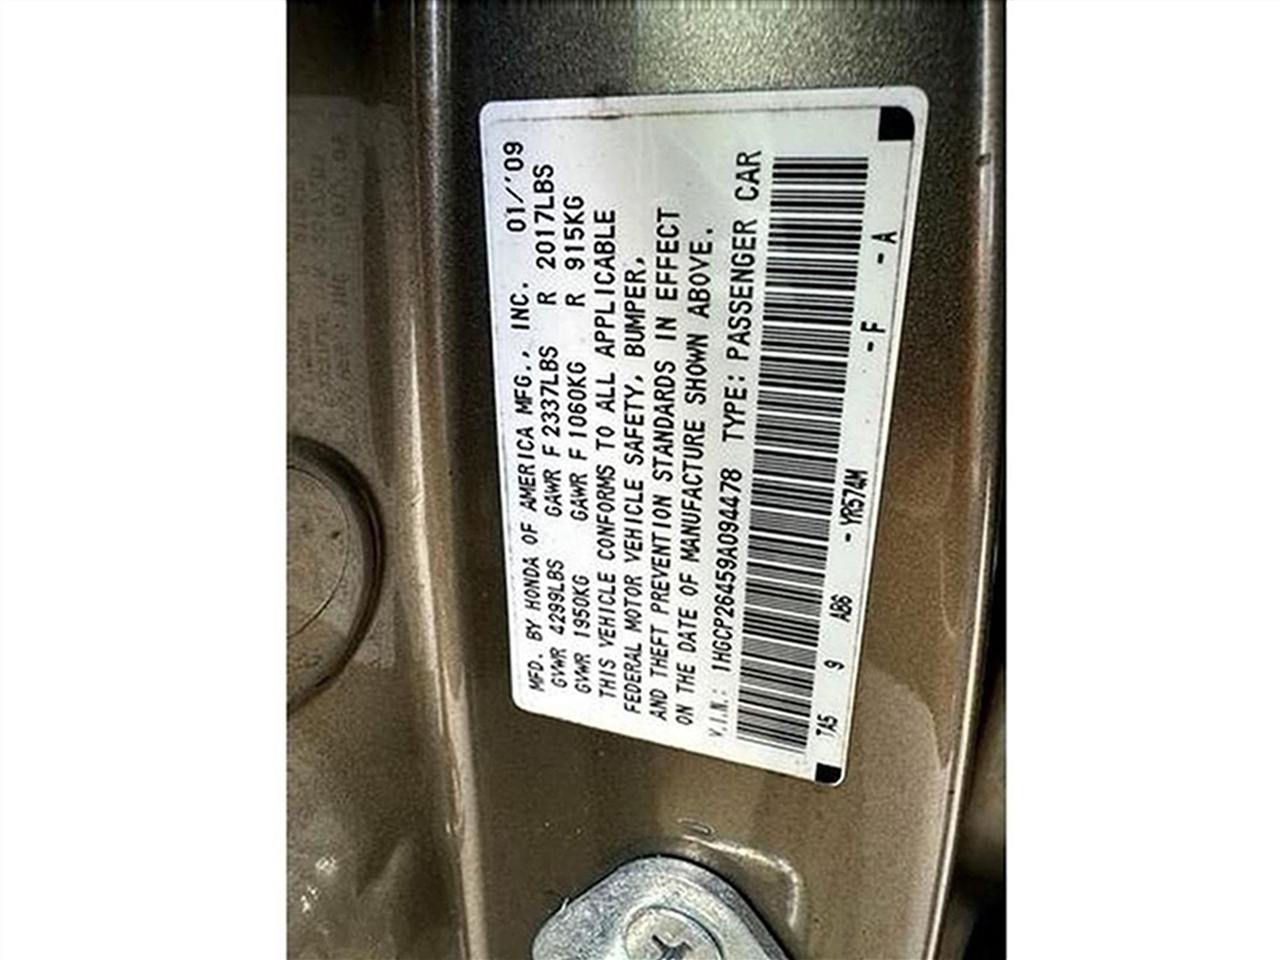 MFD. BY HONDA OF AMERICA MFG., INC. 01/'09
GVWR 4299LBS GAWR F 2337LBS R 2017LBS
GVWR 1950KG GAWR F 1060KG R 915KG
THIS VEHICLE CONFORMS TO ALL APPLICABLE
FEDERAL MOTOR VEHICLE SAFETY, BUMPER,
AND THEFT PREVENTION STANDARDS IN EFFECT
ON THE DATE OF MANUFACTURE SHOWN ABOVE.
V.I.N.: 1HGCP26459A094478 TYPE: PASSENGER CAR
TA5 9 AB6 - YR574M - F - A